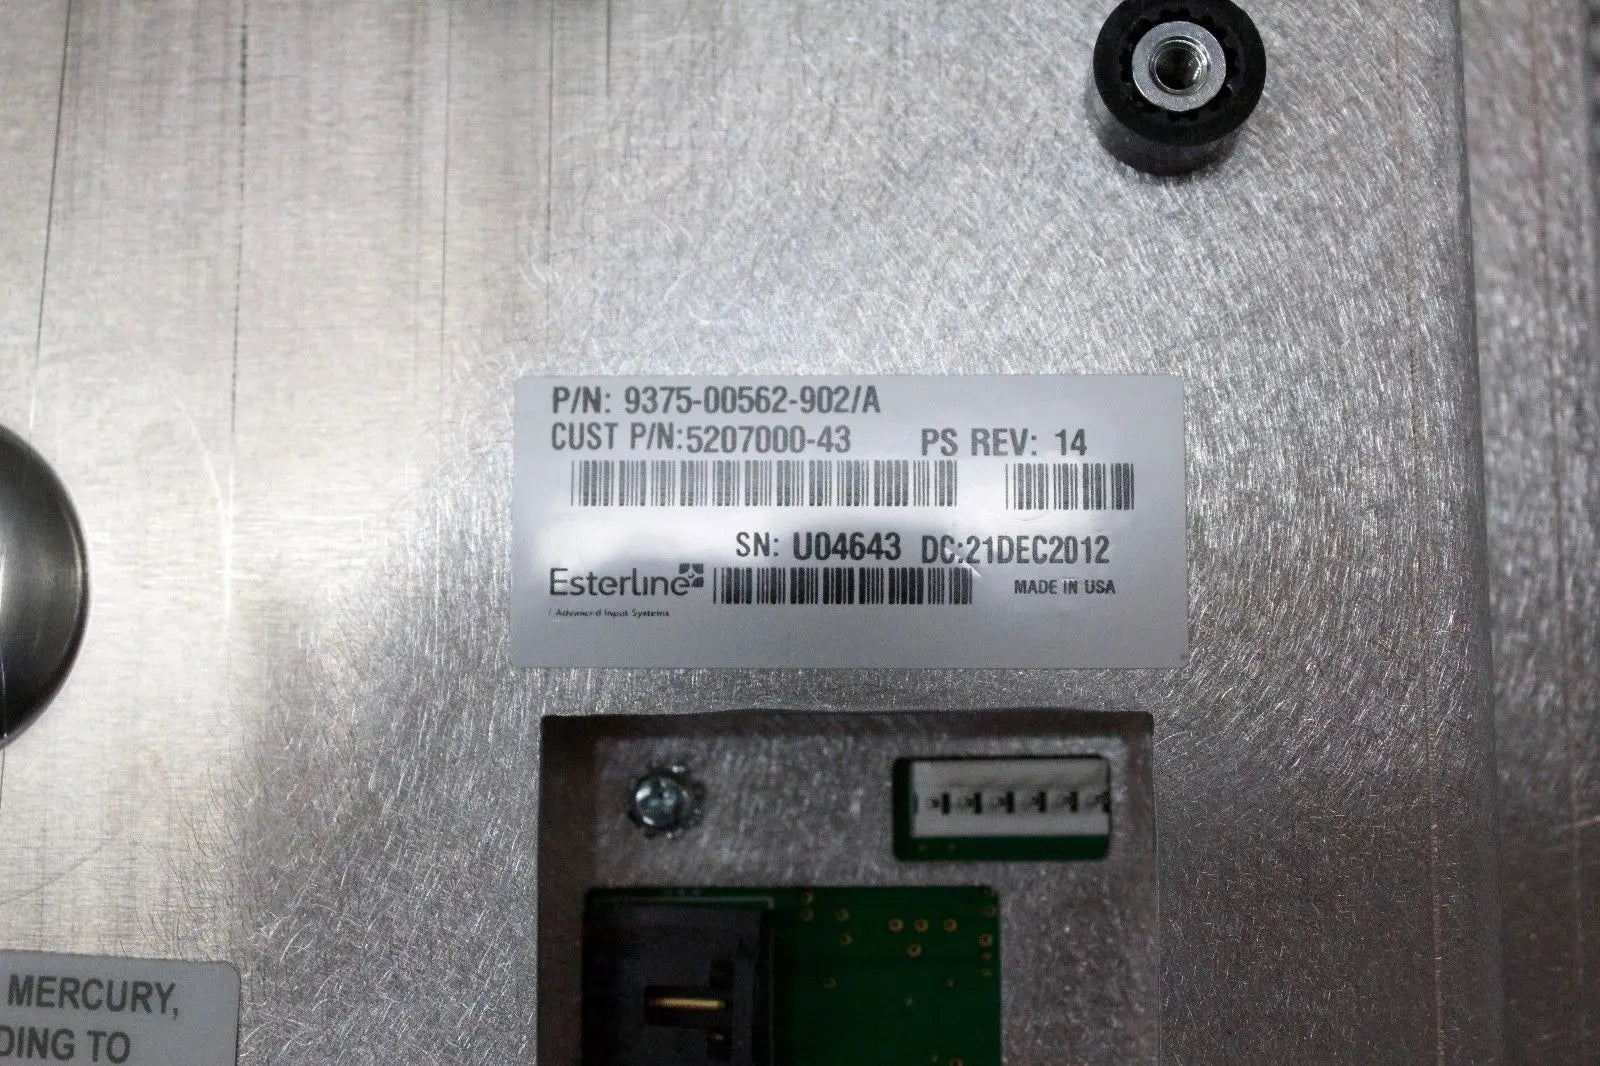 P/N: 9375-00562-902/A
CUST P/N:5207000-43 PS REV: 14
SN: U04643 DC:21DEC2012
Esterline
MADE IN USA
/ Advanced Input Systems
MERCURY,
DING TO